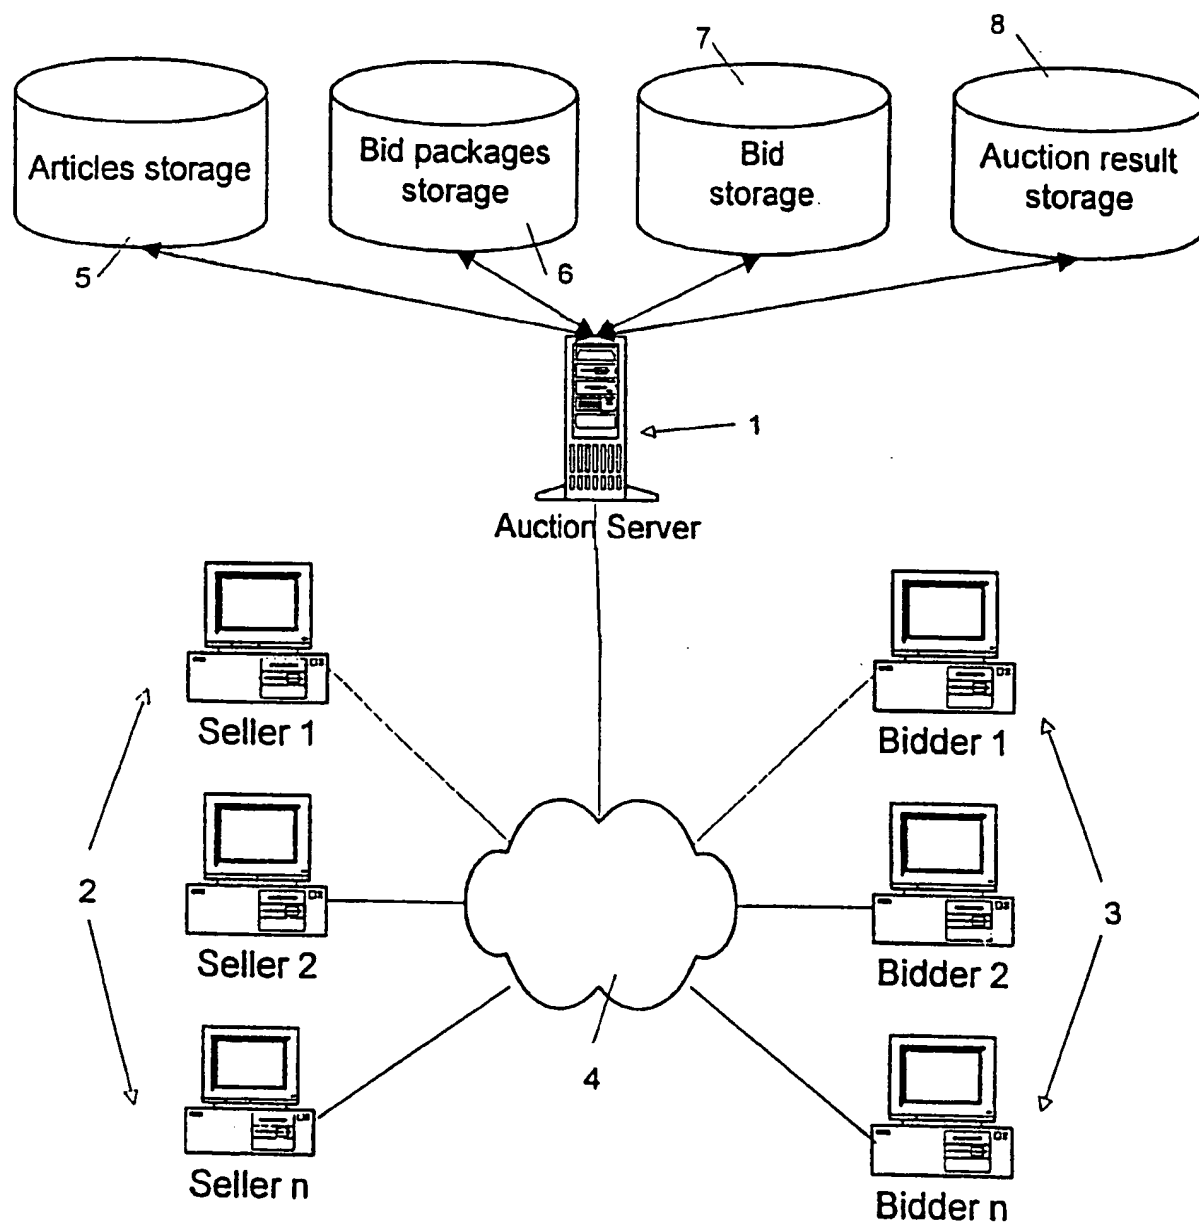 7
8
Articles storage
Bid packages
storage
Bid
storage
Auction result
storage
5
6
1
Auction Server
Seller 1
Bidder 1
2
Seller 2
Bidder 2
3
4
Seller n
Bidder n